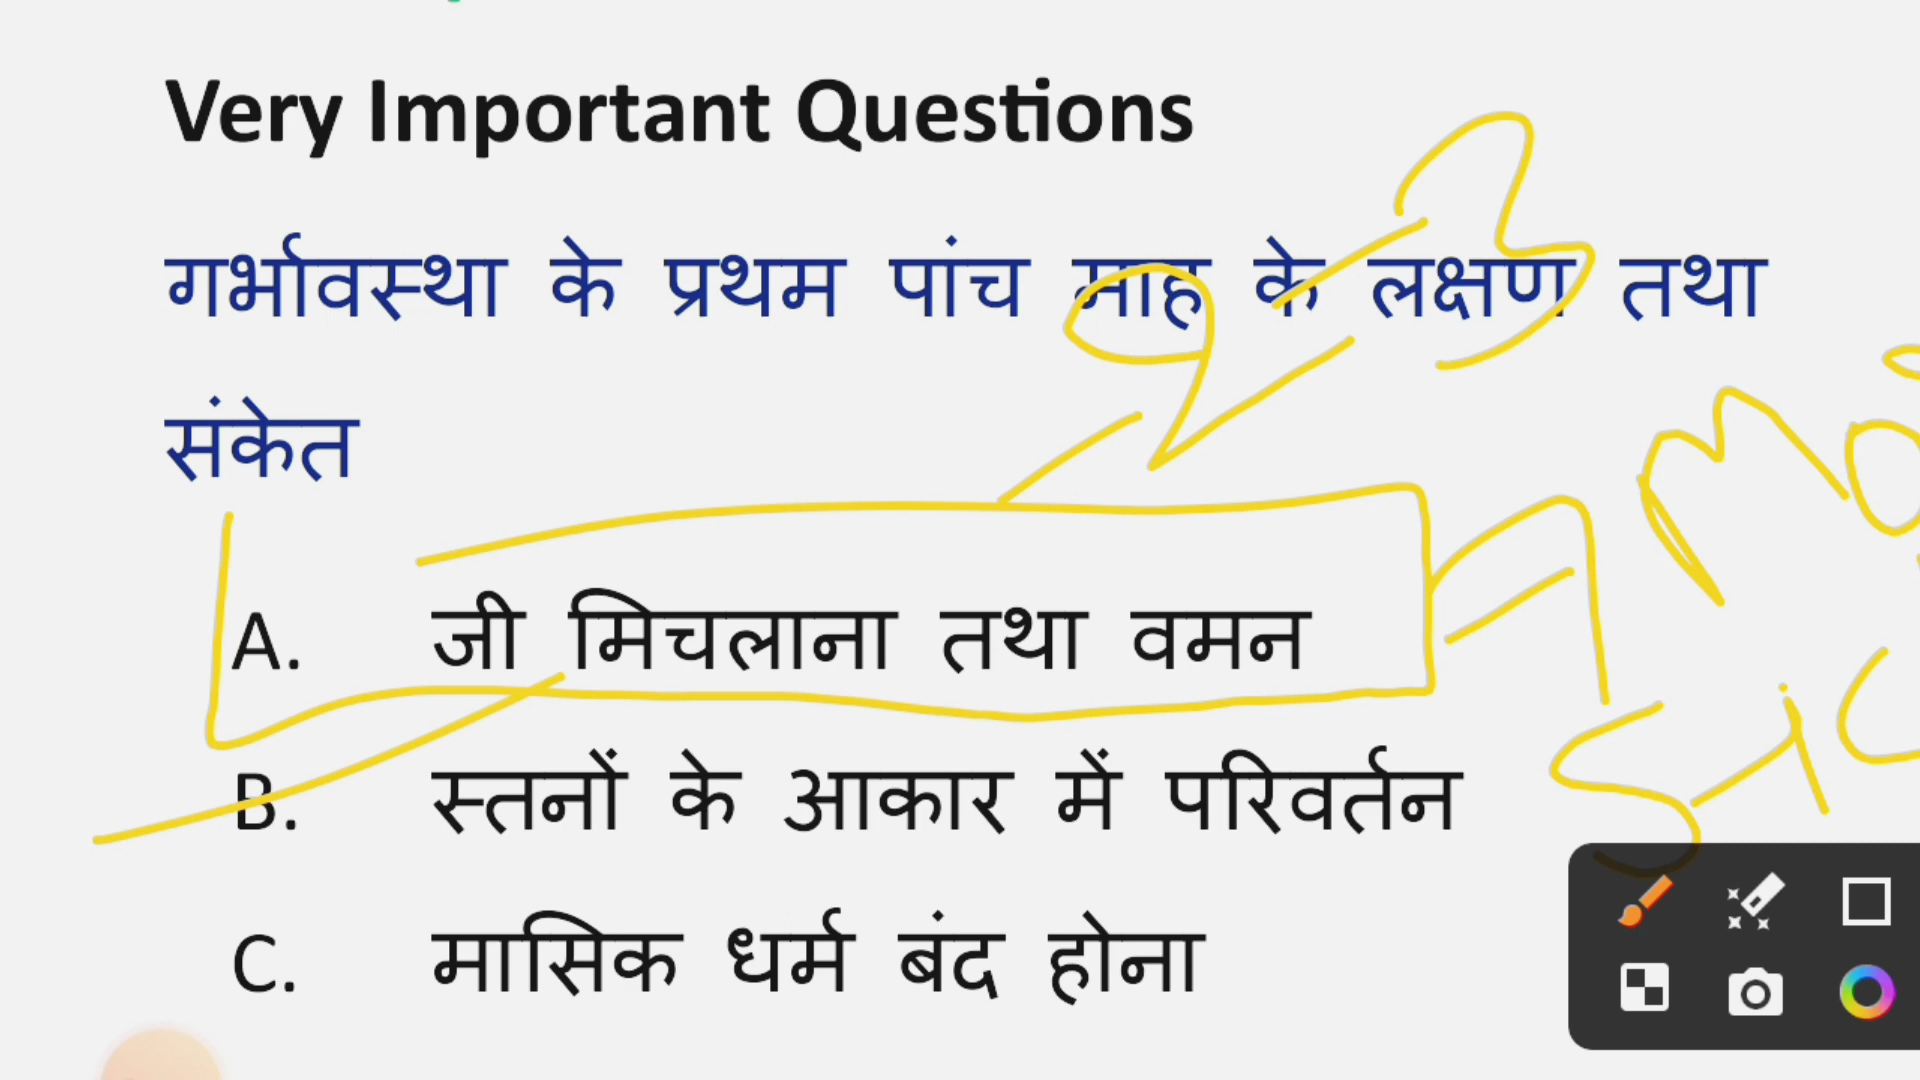 Very Important Questions
गर्भावस्था के प्रथम पांच माह के लक्षण तथा
संकेत
A. जी मिचलाना तथा वमन
B. स्तनों के आकार में परिवर्तन
C. मासिक धर्म बंद होना